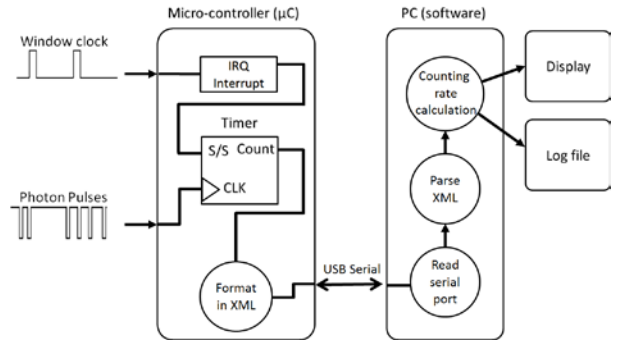 Micro-controller (µC)
PC (software)
Window clock
IRQ
Interrupt
Timer
S/S Count
CLK
Photon Pulses
Format
in XML
USB Serial
Read
serial
port
Parse
XML
Counting
rate
calculation
Display
Log file